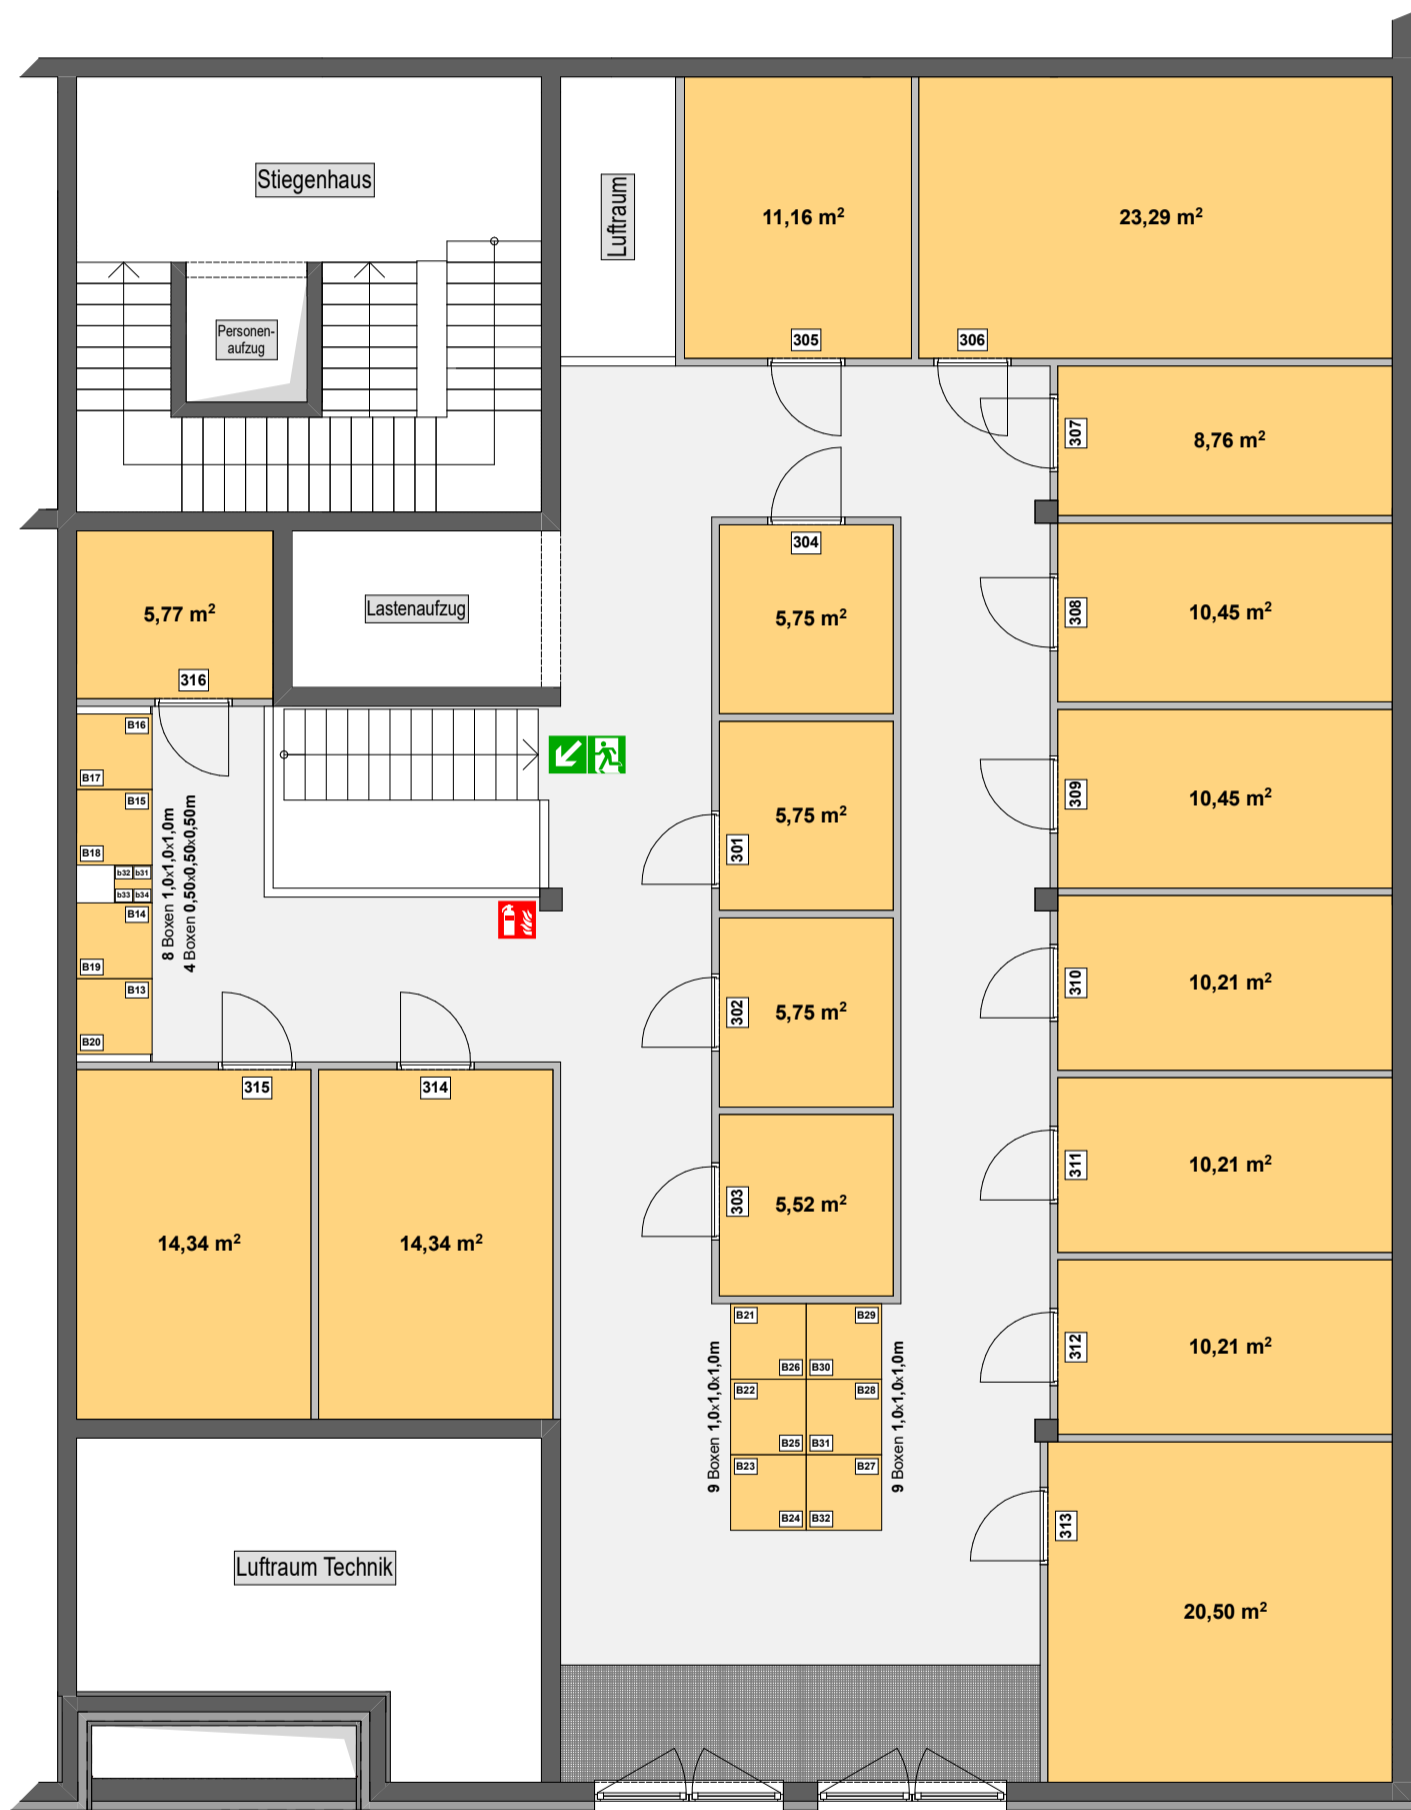 Stiegenhaus
Luftraum
11,16 m²
23,29 m²
Personen-
aufzug
305
306
307
8,76 m²
304
5,75 m²
308
10,45 m²
Lastenaufzug
5,77 m²
316
B16
B17
B15
B18
b32
b31
b33
b34
B14
B19
B13
B20
8 Boxen 1,0x1,0x1,0m
4 Boxen 0,50x0,50x0,50m
301
5,75 m²
309
10,45 m²
302
5,75 m²
310
10,21 m²
315
314
303
5,52 m²
311
10,21 m²
14,34 m²
14,34 m²
B21
B29
B26
B30
B22
B28
B25
B31
B23
B27
B24
B32
9 Boxen 1,0x1,0x1,0m
9 Boxen 1,0x1,0x1,0m
312
10,21 m²
313
20,50 m²
Luftraum Technik